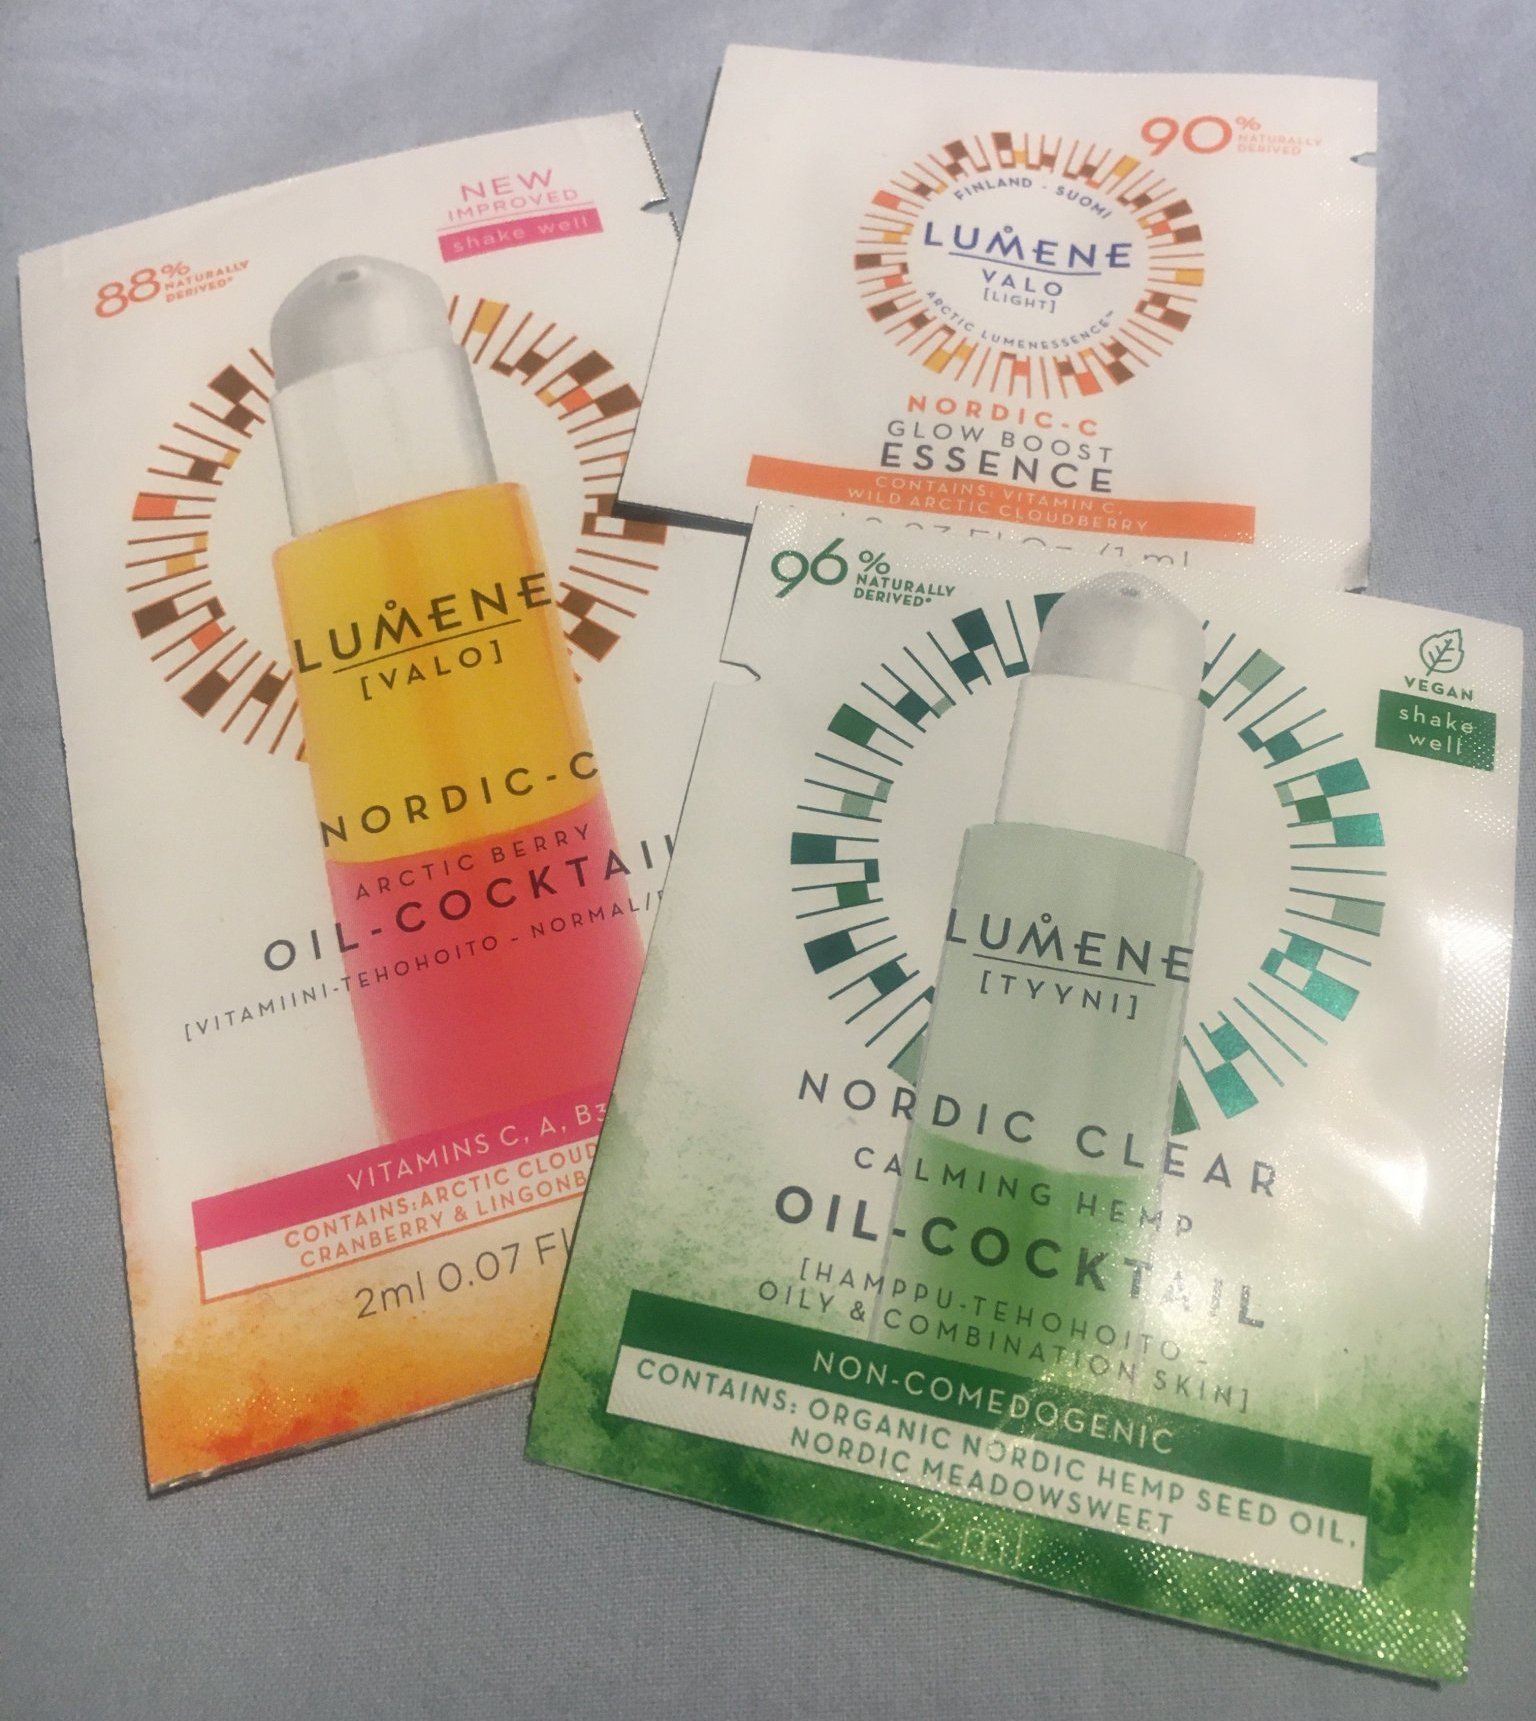 NEW
IMPROVED
shake well
88%
NATURALLY
DERIVED*
LUMENE
[VALO]
NORDIC-C
ARCTIC BERRY
OIL-COCKTAIL
[VITAMIINI-TEHOHOITO - NORMAL/
VITAMINS C, A, B3
CONTAINS: ARCTIC CLOUD
CRANBERRY & LINGONB
2ml 0.07 Fl
90%
NATURALLY
DERIVED
FINLAND - SUOMI
LUMENE
VALO
[LIGHT]
ARCTIC LUMENESSENCE™
NORDIC-C
GLOW BOOST
ESSENCE
CONTAINS: VITAMIN C,
WILD ARCTIC CLOUDBERRY
96%
NATURALLY
DERIVED*
VEGAN
shake
well
LUMENE
[TYYNI]
NORDIC CLEAR
CALMING HEMP
OIL-COCKTAIL
[HAMPPU-TEHOHOITO -
OILY & COMBINATION SKIN]
NON-COMEDOGENIC
CONTAINS: ORGANIC NORDIC HEMP SEED OIL,
NORDIC MEADOWSWEET
2 ml